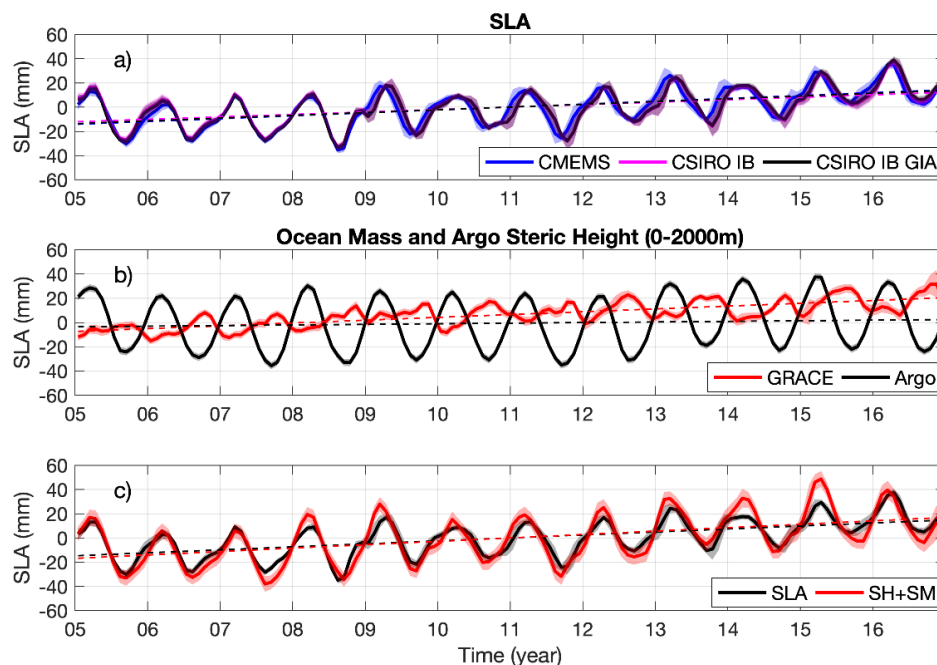 SLA
SLA (mm)
60
40
20
0
-20
-40
-60
a)
CMEMS CSIRO IB CSIRO IB GIA
05 06 07 08 09 10 11 12 13 14 15 16
Ocean Mass and Argo Steric Height (0-2000m)
SLA (mm)
60
40
20
0
-20
-40
-60
b)
GRACE Argo
05 06 07 08 09 10 11 12 13 14 15 16
SLA (mm)
60
40
20
0
-20
-40
-60
c)
SLA SH+SM
05 06 07 08 09 10 11 12 13 14 15 16
Time (year)